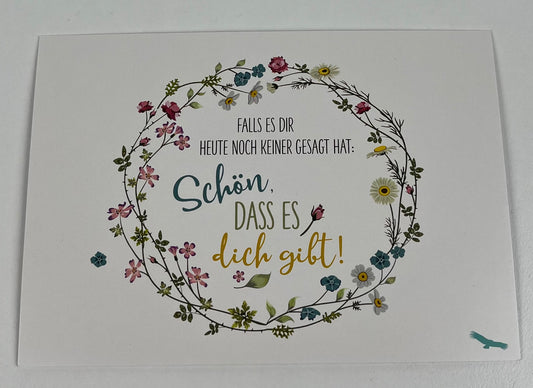 FALLS ES DIR
HEUTE NOCH KEINER GESAGT HAT:
Schön,
DASS ES
dich gibt!